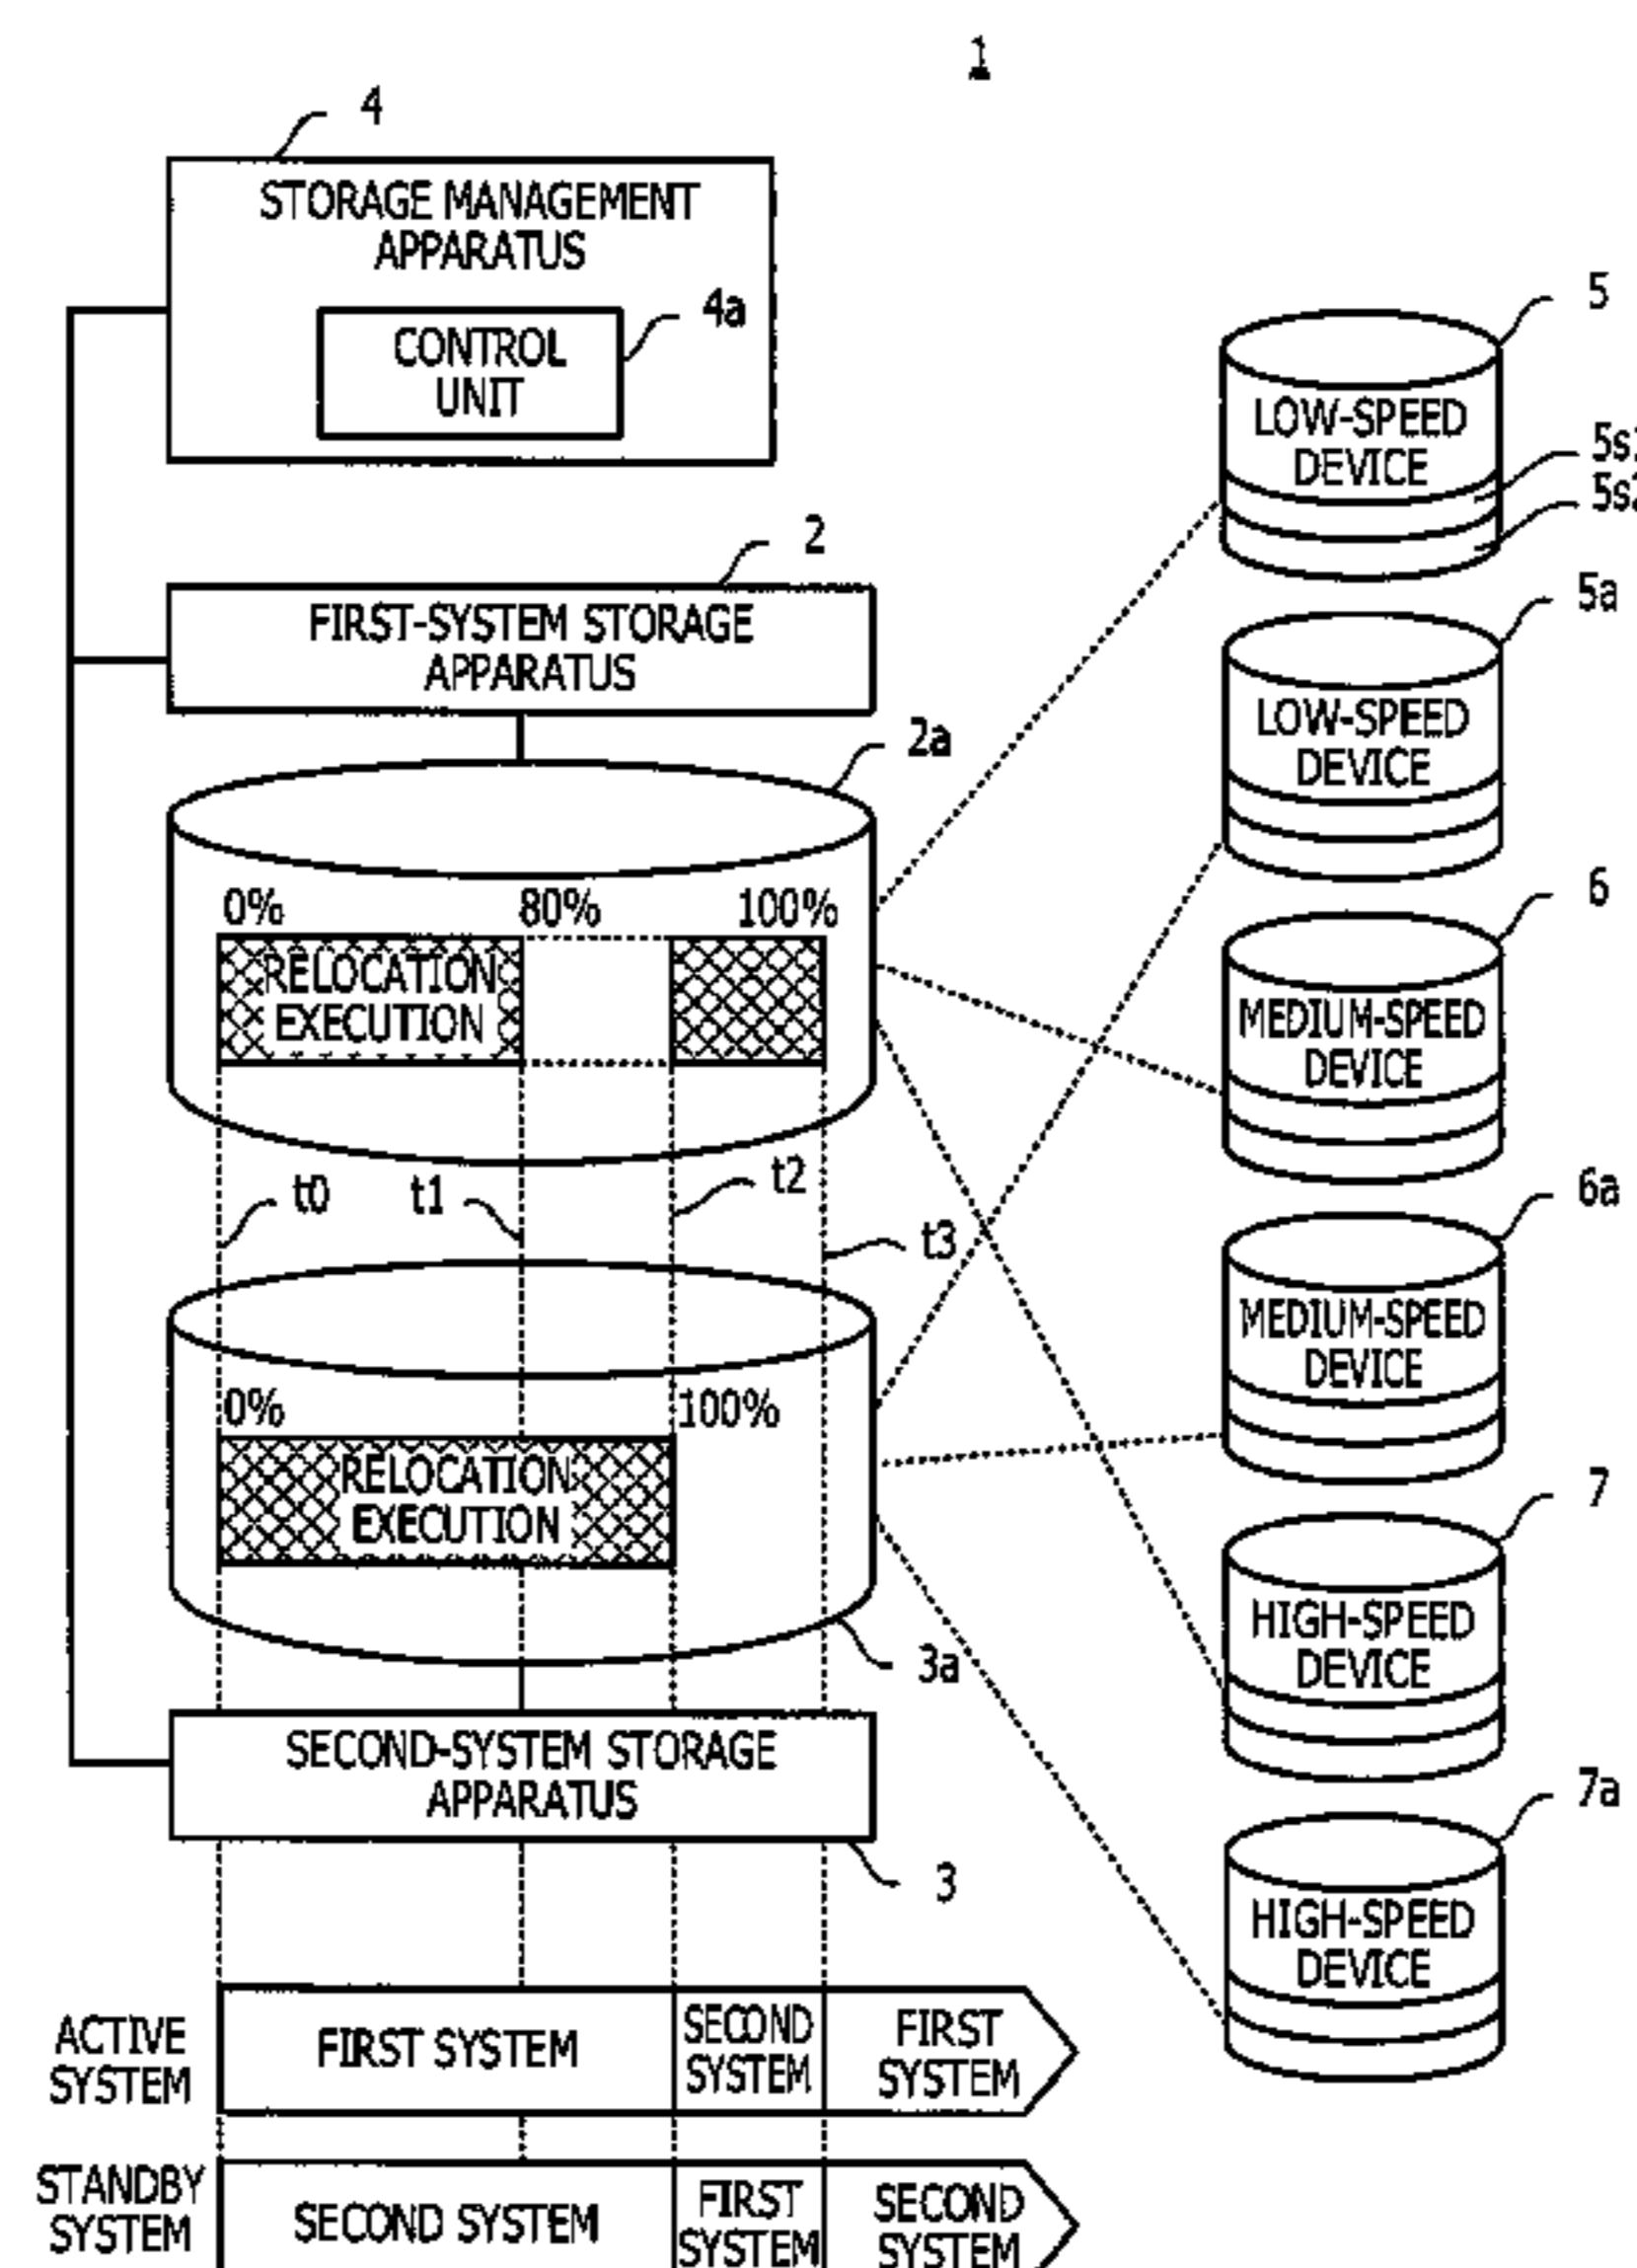 1
4
STORAGE MANAGEMENT
APPARATUS
4a
CONTROL
UNIT
2
FIRST-SYSTEM STORAGE
APPARATUS
2a
0% 80% 100%
RELOCATION
EXECUTION
t0 t1 t2 t3
0% 100%
RELOCATION
EXECUTION
3a
SECOND-SYSTEM STORAGE
APPARATUS
3
5
LOW-SPEED
DEVICE
5s1
5s2
5a
LOW-SPEED
DEVICE
6
MEDIUM-SPEED
DEVICE
6a
MEDIUM-SPEED
DEVICE
7
HIGH-SPEED
DEVICE
7a
HIGH-SPEED
DEVICE
ACTIVE
SYSTEM
FIRST SYSTEM
SECOND
SYSTEM
FIRST
SYSTEM
STANDBY
SYSTEM
SECOND SYSTEM
FIRST
SYSTEM
SECOND
SYSTEM